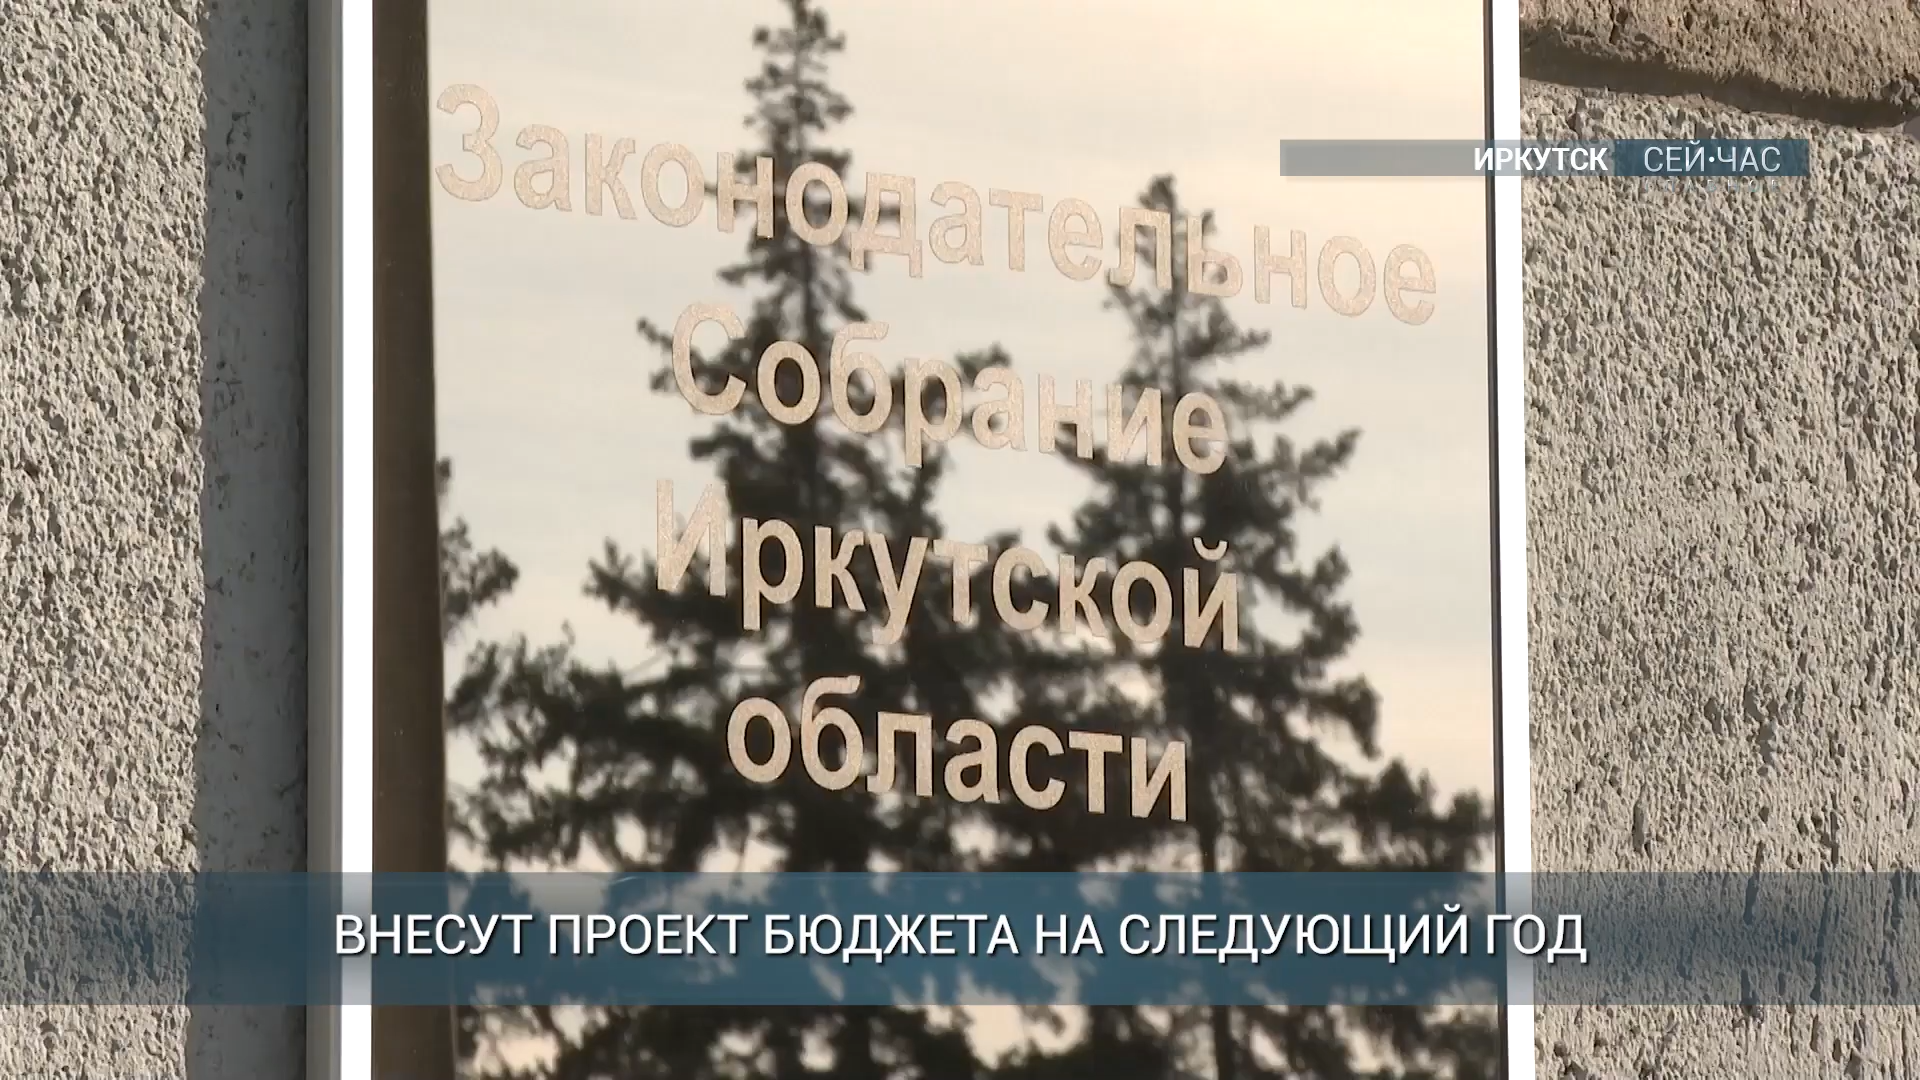 Законодательное
ИРКУТСК СЕЙ·ЧАС
Собрание
Иркутской
области
ВНЕСУТ ПРОЕКТ БЮДЖЕТА НА СЛЕДУЮЩИЙ ГОД